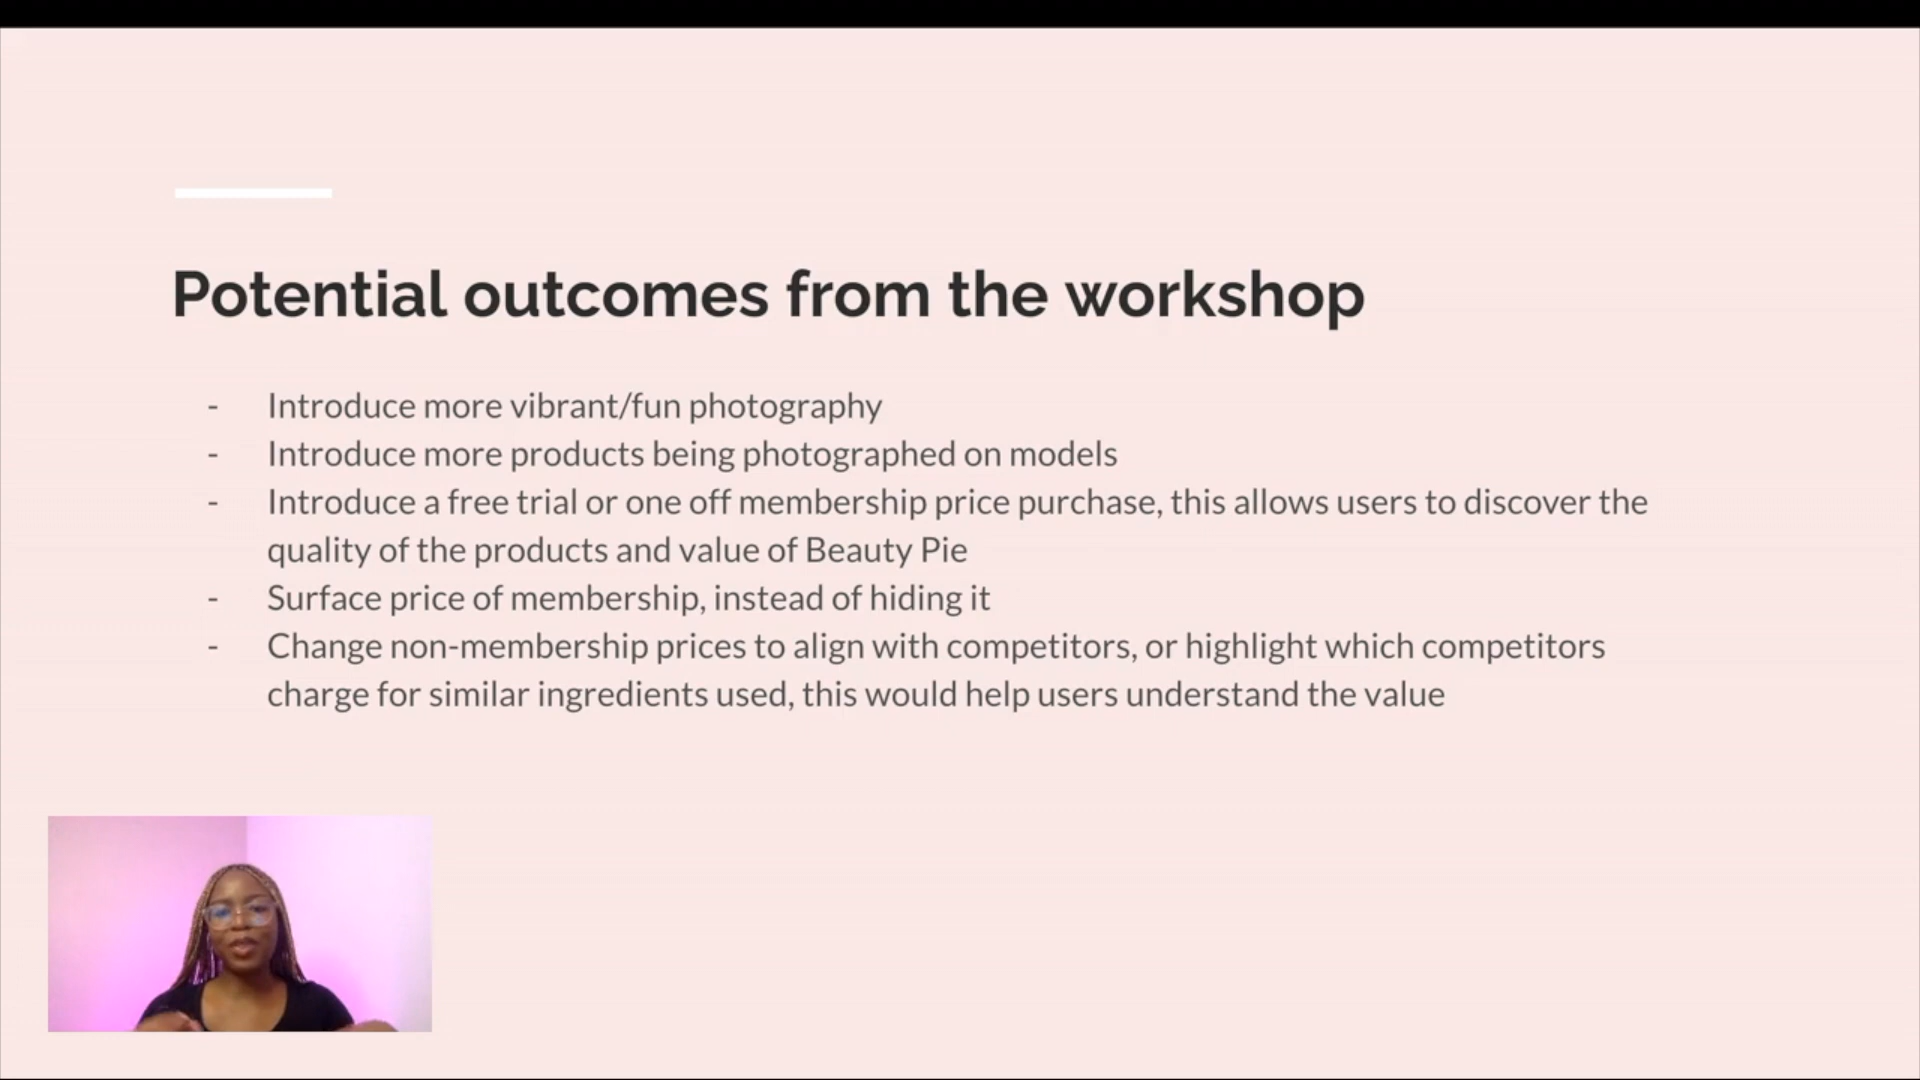 Potential outcomes from the workshop
- Introduce more vibrant/fun photography
- Introduce more products being photographed on models
- Introduce a free trial or one off membership price purchase, this allows users to discover the
quality of the products and value of Beauty Pie
- Surface price of membership, instead of hiding it
- Change non-membership prices to align with competitors, or highlight which competitors
charge for similar ingredients used, this would help users understand the value